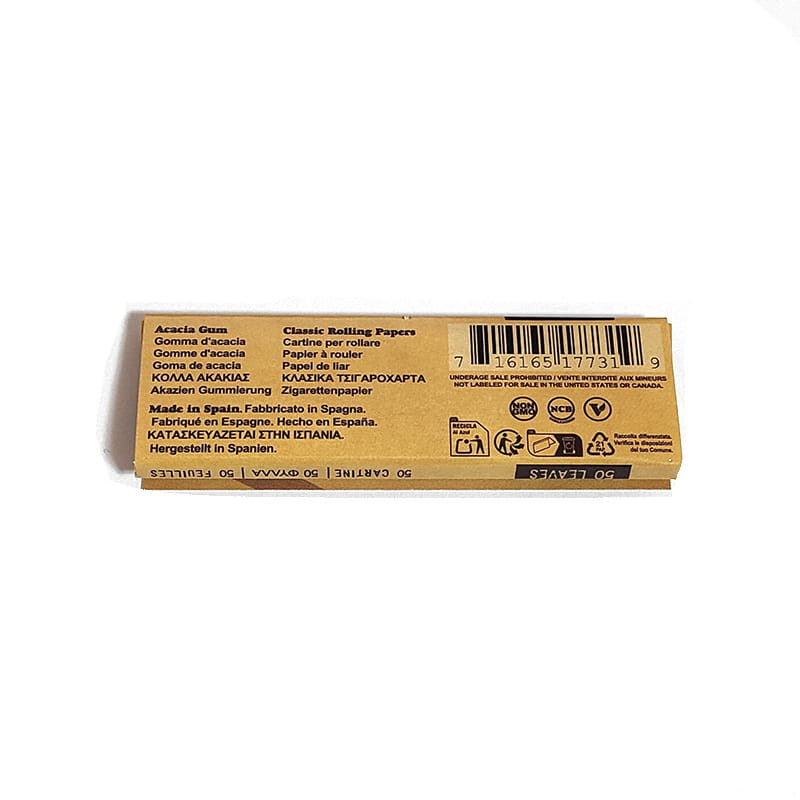 Acacia Gum
Gomma d'acacia
Gomme d'acacia
Goma de acacia
ΚΟΛΛΑ ΑΚΑΚΙΑΣ
Akazien Gummierung
Classic Rolling Papers
Cartine per rollare
Papier à rouler
Papel de liar
ΚΛΑΣΙΚΑ ΤΣΙΓΑΡΟΧΑΡΤΑ
Zigarettenpapier
Made in Spain. Fabbricato in Spagna.
Fabriqué en Espagne. Hecho en España.
ΚΑΤΑΣΚΕΥΑΖΕΤΑΙ ΣΤΗΝ ΙΣΠΑΝΙΑ.
Hergestellt in Spanien.
7 16165 17731 9
UNDERAGE SALE PROHIBITED / VENTE INTERDITE AUX MINEURS
NOT LABELED FOR SALE IN THE UNITED STATES OR CANADA.
NON
GMO
NCB
V
RECICLA
Al Azul
21
PAP
Raccolta differenziata.
Verifica le disposizioni
del tuo Comune.
50 LEAVES
50 CARTINE | 50 ΦΥΛΛΑ | 50 FEUILLES